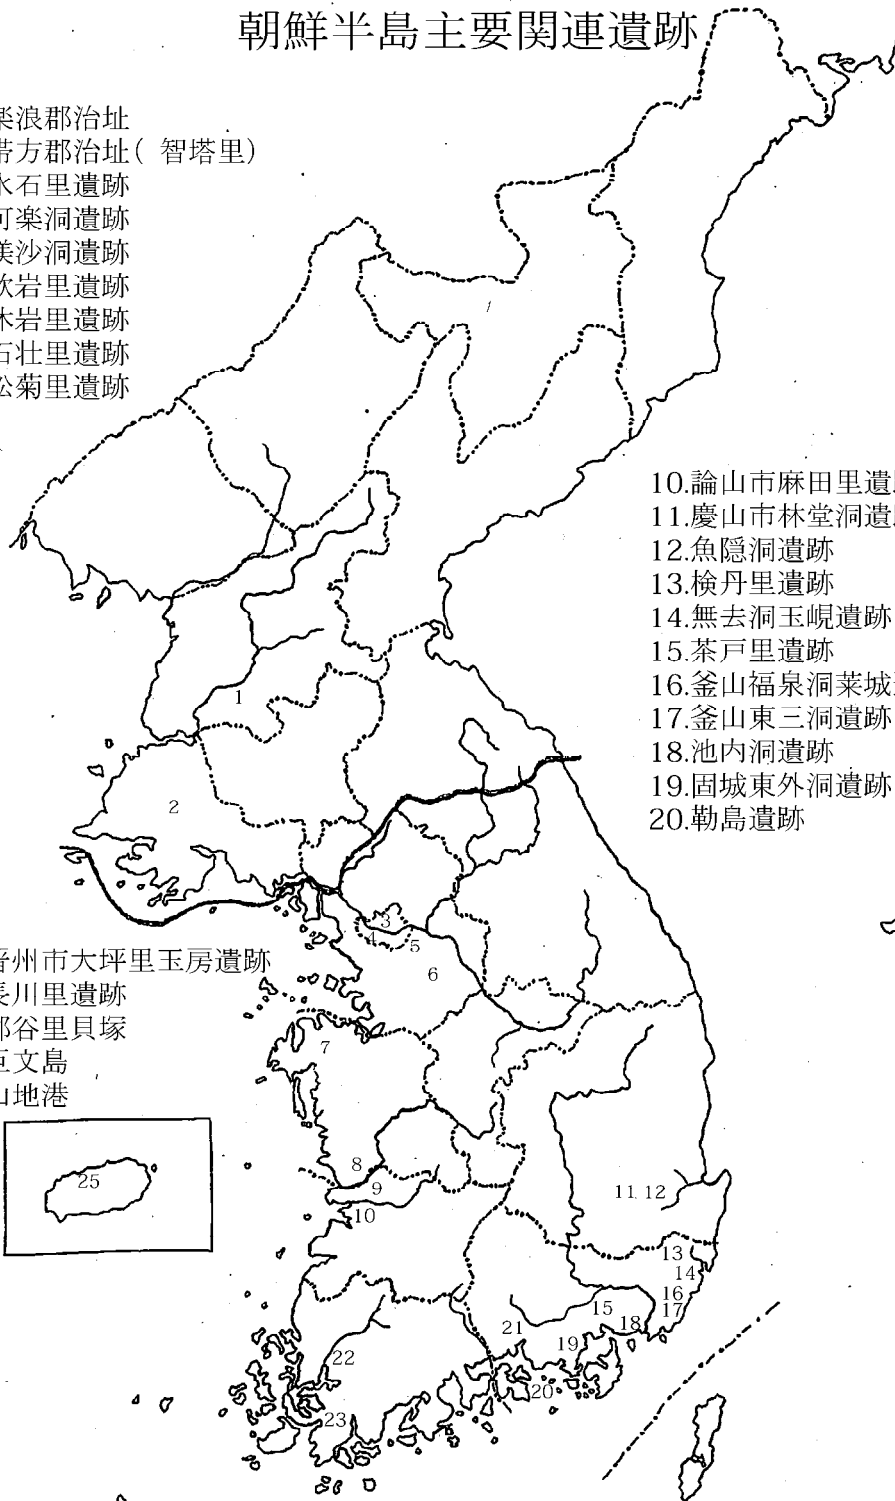 朝鮮半島主要関連遺跡
楽浪郡治址
帯方郡治址( 智塔里)
水石里遺跡
可楽洞遺跡
美沙洞遺跡
欣岩里遺跡
休岩里遺跡
石壮里遺跡
松菊里遺跡
10.論山市麻田里遺
11.慶山市林堂洞遺
12.魚隠洞遺跡
13.検丹里遺跡
14.無去洞玉峴遺跡
15.茶戸里遺跡
16.釜山福泉洞莱城
17.釜山東三洞遺跡
18.池内洞遺跡
19.固城東外洞遺跡
20.勒島遺跡
晋州市大坪里玉房遺跡
長川里遺跡
郡谷里貝塚
巨文島
山地港
1
2
3
4
5
6
7
8
9
10
11.12
13
14
16
15
17
18
21
19
22
20
23
25